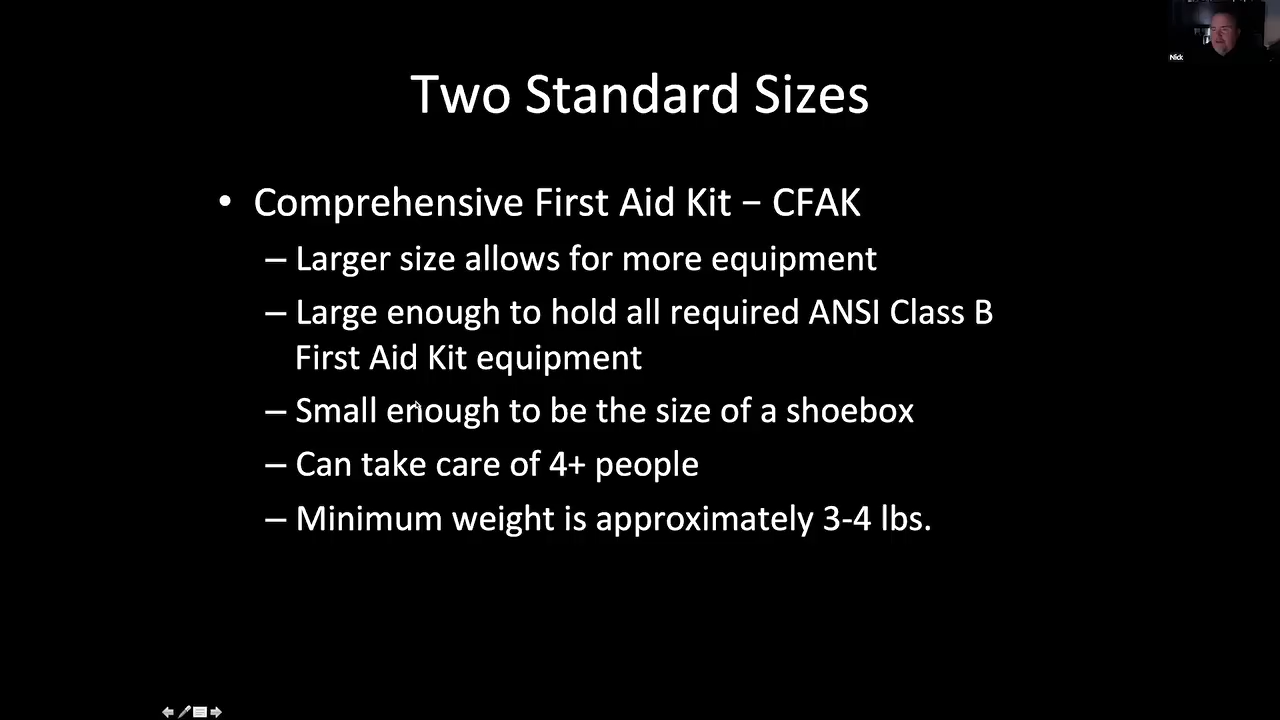 Nick
Two Standard Sizes
• Comprehensive First Aid Kit – CFAK
– Larger size allows for more equipment
– Large enough to hold all required ANSI Class B
First Aid Kit equipment
– Small enough to be the size of a shoebox
– Can take care of 4+ people
– Minimum weight is approximately 3-4 lbs.